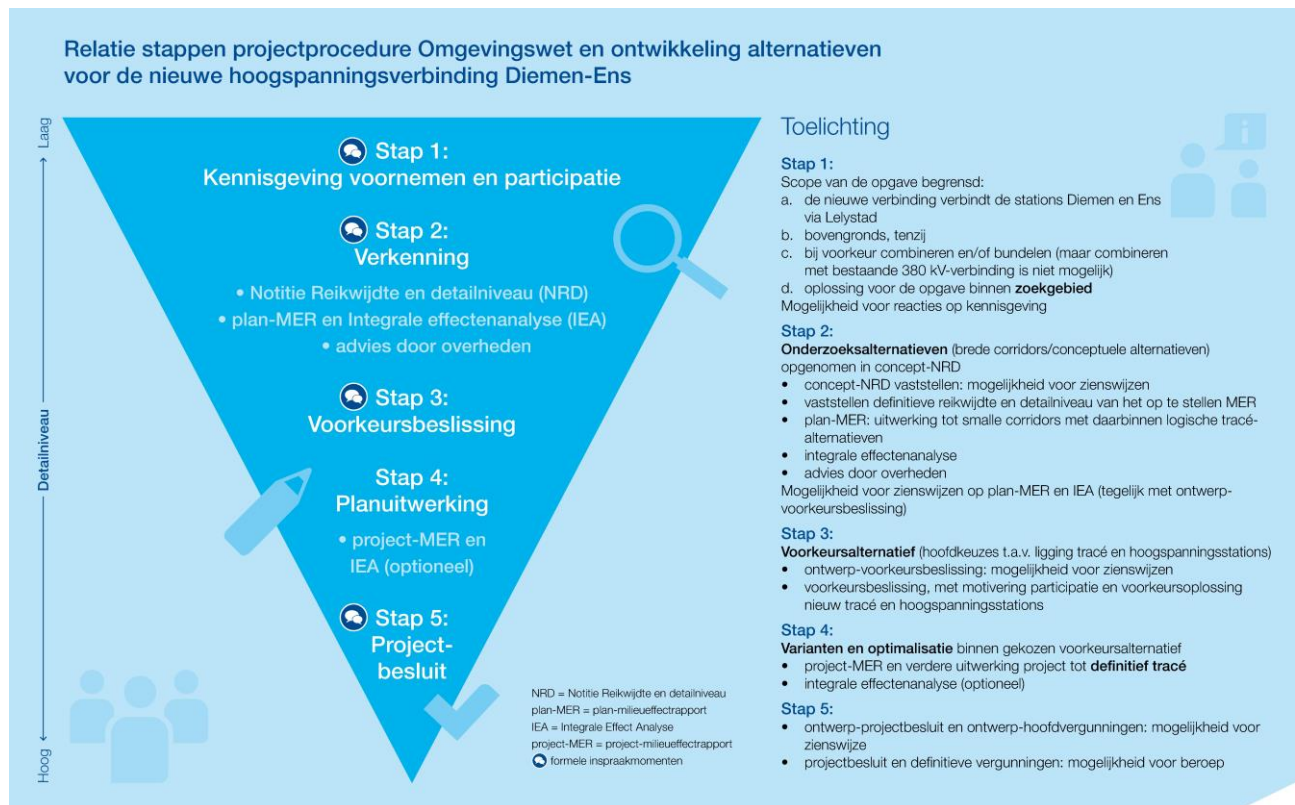 Relatie stappen projectprocedure Omgevingswet en ontwikkeling alternatieven
voor de nieuwe hoogspanningsverbinding Diemen-Ens
Laag
Detailniveau
Hoog
Stap 1:
Kennisgeving voornemen en participatie
Stap 2:
Verkenning
• Notitie Reikwijdte en detailniveau (NRD)
• plan-MER en Integrale effectenanalyse (IEA)
• advies door overheden
Stap 3:
Voorkeursbeslissing
Stap 4:
Planuitwerking
• project-MER en
IEA (optioneel)
Stap 5:
Project-
besluit
NRD = Notitie Reikwijdte en detailniveau
plan-MER = plan-milieueffectrapport
IEA = Integrale Effect Analyse
project-MER = project-milieueffectrapport
formele inspraakmomenten
Toelichting
Stap 1:
Scope van de opgave begrensd:
a. de nieuwe verbinding verbindt de stations Diemen en Ens
via Lelystad
b. bovengronds, tenzij
c. bij voorkeur combineren en/of bundelen (maar combineren
met bestaande 380 kV-verbinding is niet mogelijk)
d. oplossing voor de opgave binnen zoekgebied
Mogelijkheid voor reacties op kennisgeving
Stap 2:
Onderzoeksalternatieven (brede corridors/conceptuele alternatieven)
opgenomen in concept-NRD
• concept-NRD vaststellen: mogelijkheid voor zienswijzen
• vaststellen definitieve reikwijdte en detailniveau van het op te stellen MER
• plan-MER: uitwerking tot smalle corridors met daarbinnen logische tracé-
alternatieven
• integrale effectenanalyse
• advies door overheden
Mogelijkheid voor zienswijzen op plan-MER en IEA (tegelijk met ontwerp-
voorkeursbeslissing)
Stap 3:
Voorkeursalternatief (hoofdkeuzes t.a.v. ligging tracé en hoogspanningsstations)
• ontwerp-voorkeursbeslissing: mogelijkheid voor zienswijzen
• voorkeursbeslissing, met motivering participatie en voorkeursoplossing
nieuw tracé en hoogspanningsstations
Stap 4:
Varianten en optimalisatie binnen gekozen voorkeursalternatief
• project-MER en verdere uitwerking project tot definitief tracé
• integrale effectenanalyse (optioneel)
Stap 5:
• ontwerp-projectbesluit en ontwerp-hoofdvergunningen: mogelijkheid voor
zienswijze
• projectbesluit en definitieve vergunningen: mogelijkheid voor beroep